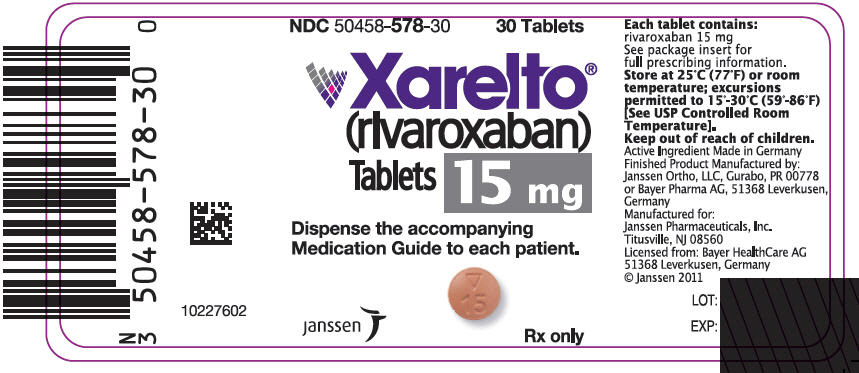 N
3 50458-578-30 0
10227602
NDC 50458-578-30 30 Tablets
Xarelto®
(rivaroxaban)
Tablets 15 mg
Dispense the accompanying
Medication Guide to each patient.
15
janssen
Rx only
Each tablet contains:
rivaroxaban 15 mg
See package insert for
full prescribing information.
Store at 25°C (77°F) or room
temperature; excursions
permitted to 15°-30°C (59°-86°F)
[See USP Controlled Room
Temperature].
Keep out of reach of children.
Active Ingredient Made in Germany
Finished Product Manufactured by:
Janssen Ortho, LLC, Gurabo, PR 00778
or Bayer Pharma AG, 51368 Leverkusen,
Germany
Manufactured for:
Janssen Pharmaceuticals, Inc.
Titusville, NJ 08560
Licensed from: Bayer HealthCare AG
51368 Leverkusen, Germany
© Janssen 2011
LOT:
EXP: